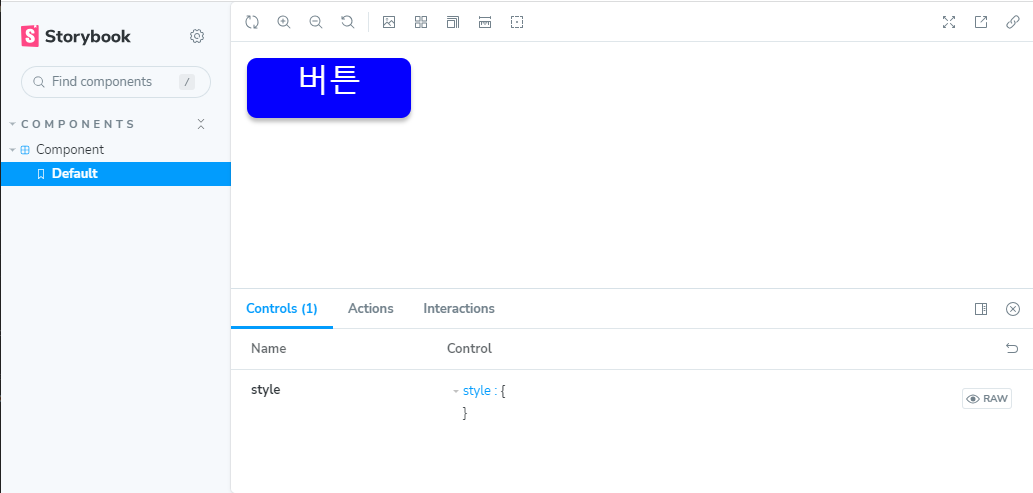 Storybook
Find components /
COMPONENTS
Component
Default
버튼
Controls (1) Actions Interactions
Name Control
style style : {
}
RAW